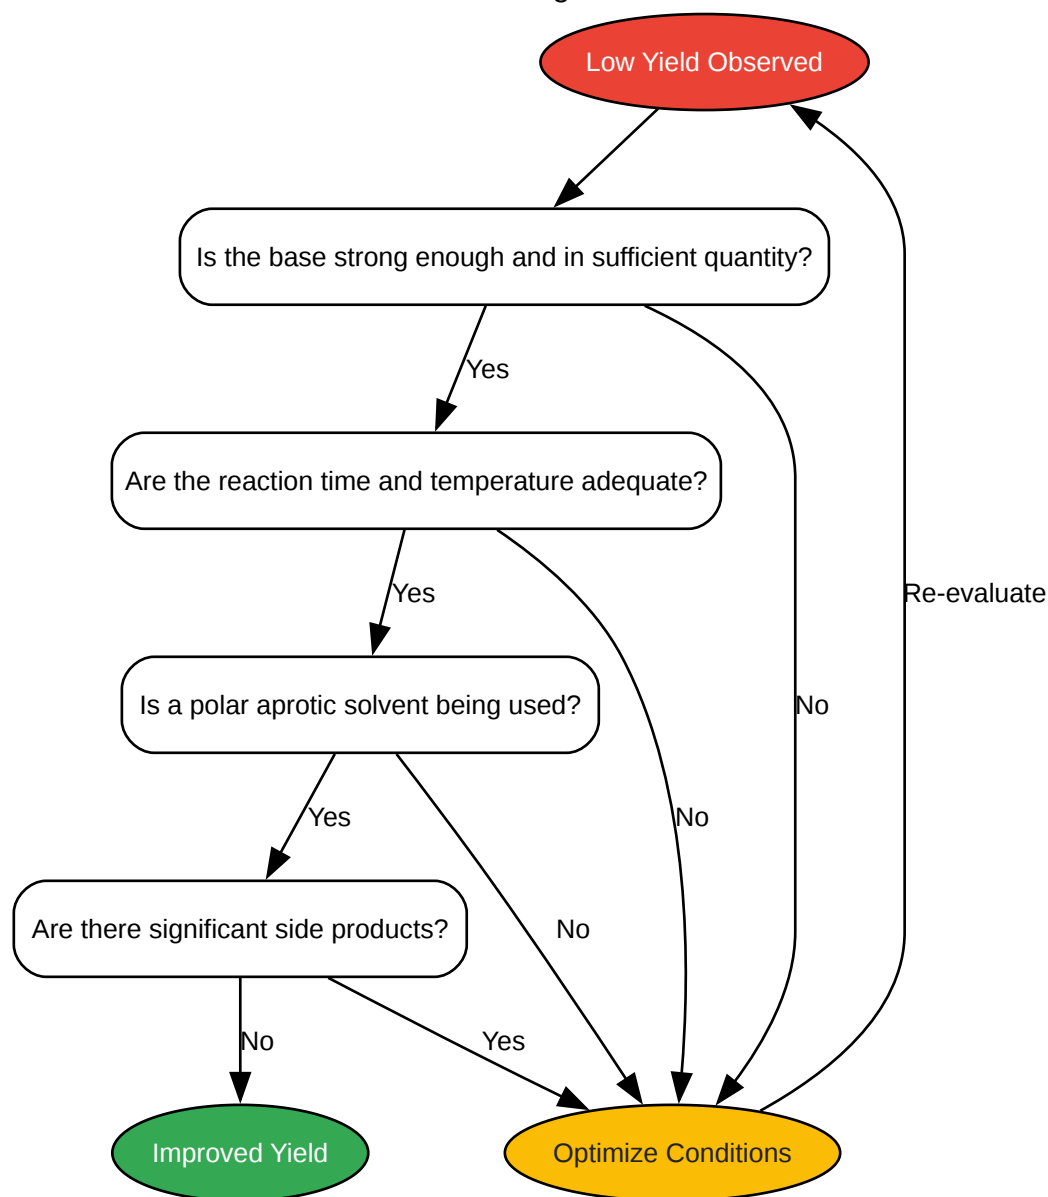 Low Yield Observed
Is the base strong enough and in sufficient quantity?
Yes
Are the reaction time and temperature adequate?
Yes
Re-evaluate
Is a polar aprotic solvent being used?
No
Yes
No
Are there significant side products?
No
No
Yes
Improved Yield
Optimize Conditions